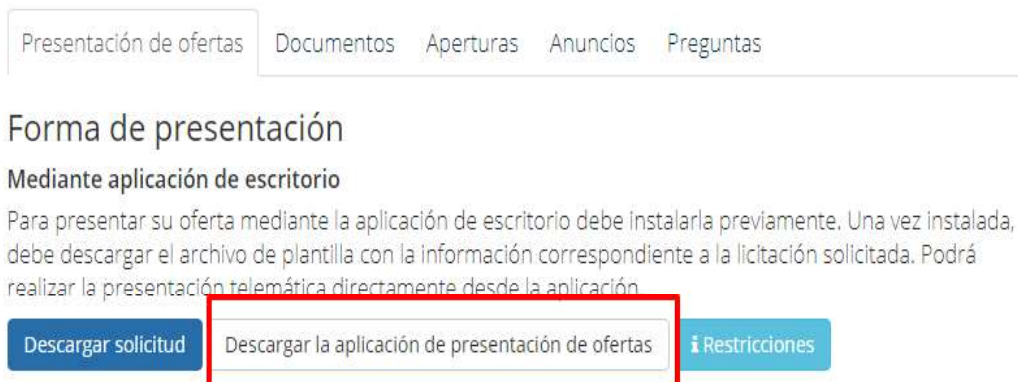 Presentación de ofertas Documentos Aperturas Anuncios Preguntas
Forma de presentación
Mediante aplicación de escritorio
Para presentar su oferta mediante la aplicación de escritorio debe instalarla previamente. Una vez instalada,
debe descargar el archivo de plantilla con la información correspondiente a la licitación solicitada. Podrá
realizar la presentación telemática directamente desde la aplicación
Descargar solicitud Descargar la aplicación de presentación de ofertas i Restricciones